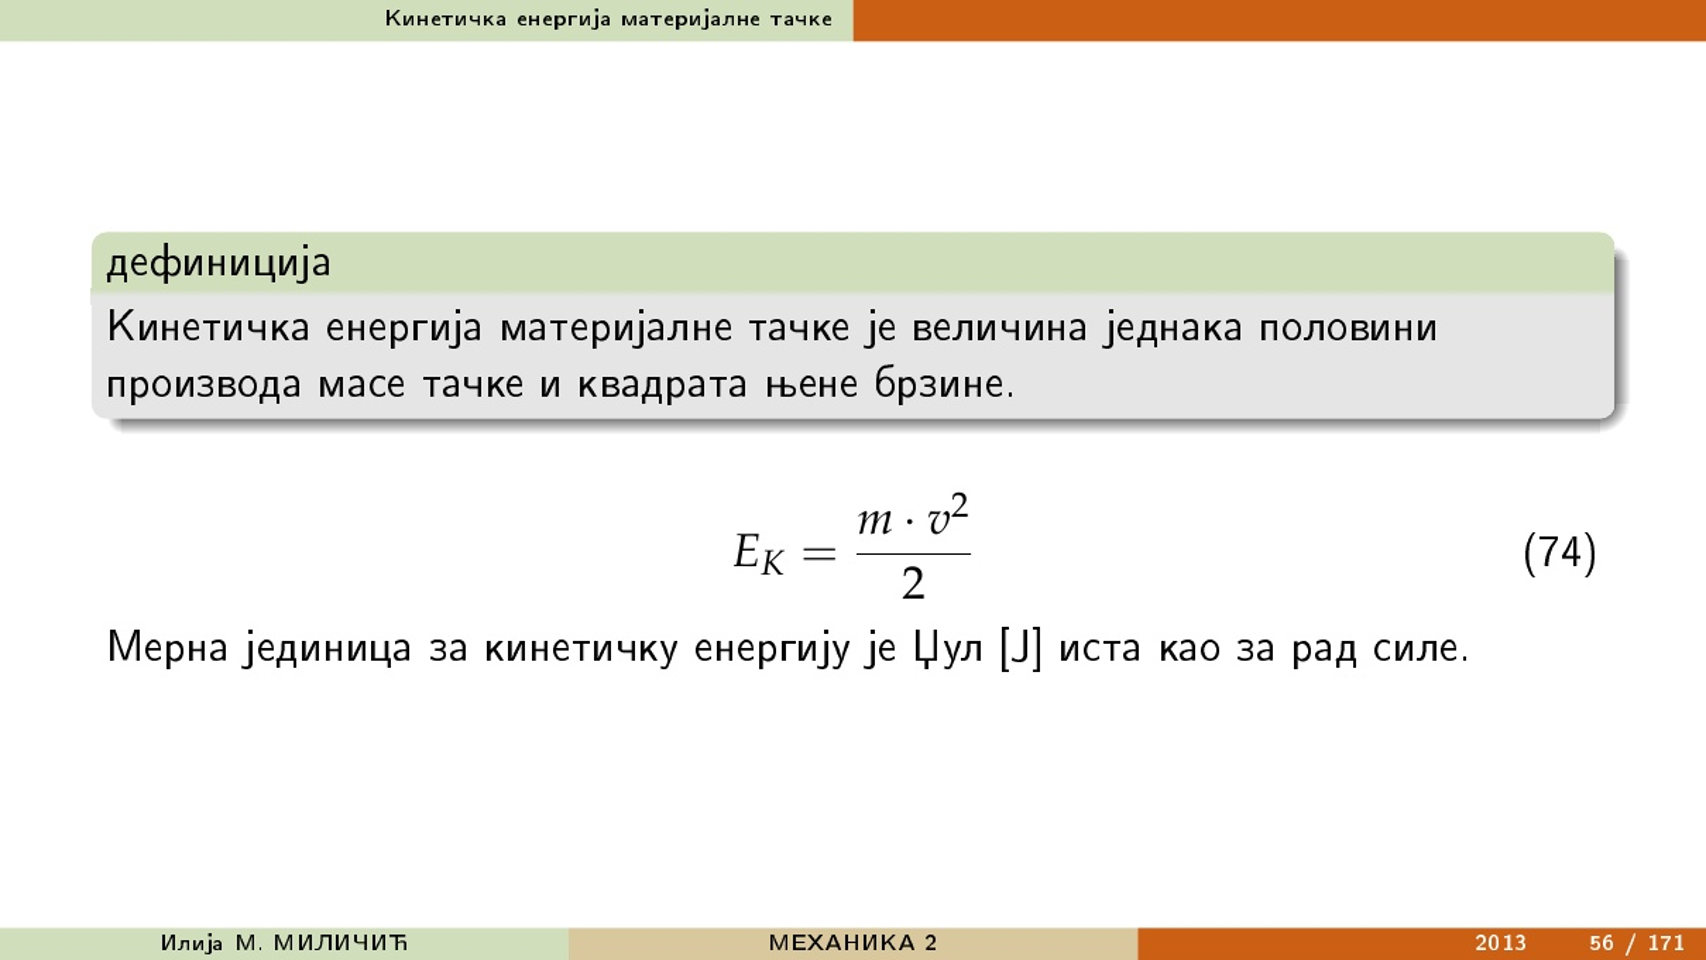 Кинетичка енергија материјалне тачке
дефиниција
Кинетичка енергија материјалне тачке је величина једнака половини
производа масе тачке и квадрата њене брзине.
E_K = \frac{m · v^2}{2} (74)
Мерна јединица за кинетичку енергију је Џул [J] иста као за рад силе.
Илија М. МИЛИЧИЋ МЕХАНИКА 2 2013 56 / 171